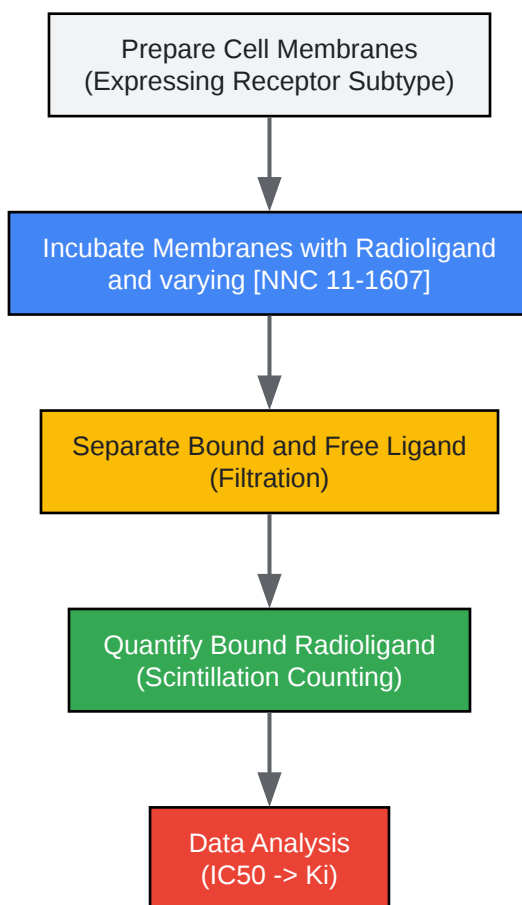 Prepare Cell Membranes
(Expressing Receptor Subtype)
Incubate Membranes with Radioligand
and varying [NNC 11-1607]
Separate Bound and Free Ligand
(Filtration)
Quantify Bound Radioligand
(Scintillation Counting)
Data Analysis
(IC50 -> Ki)